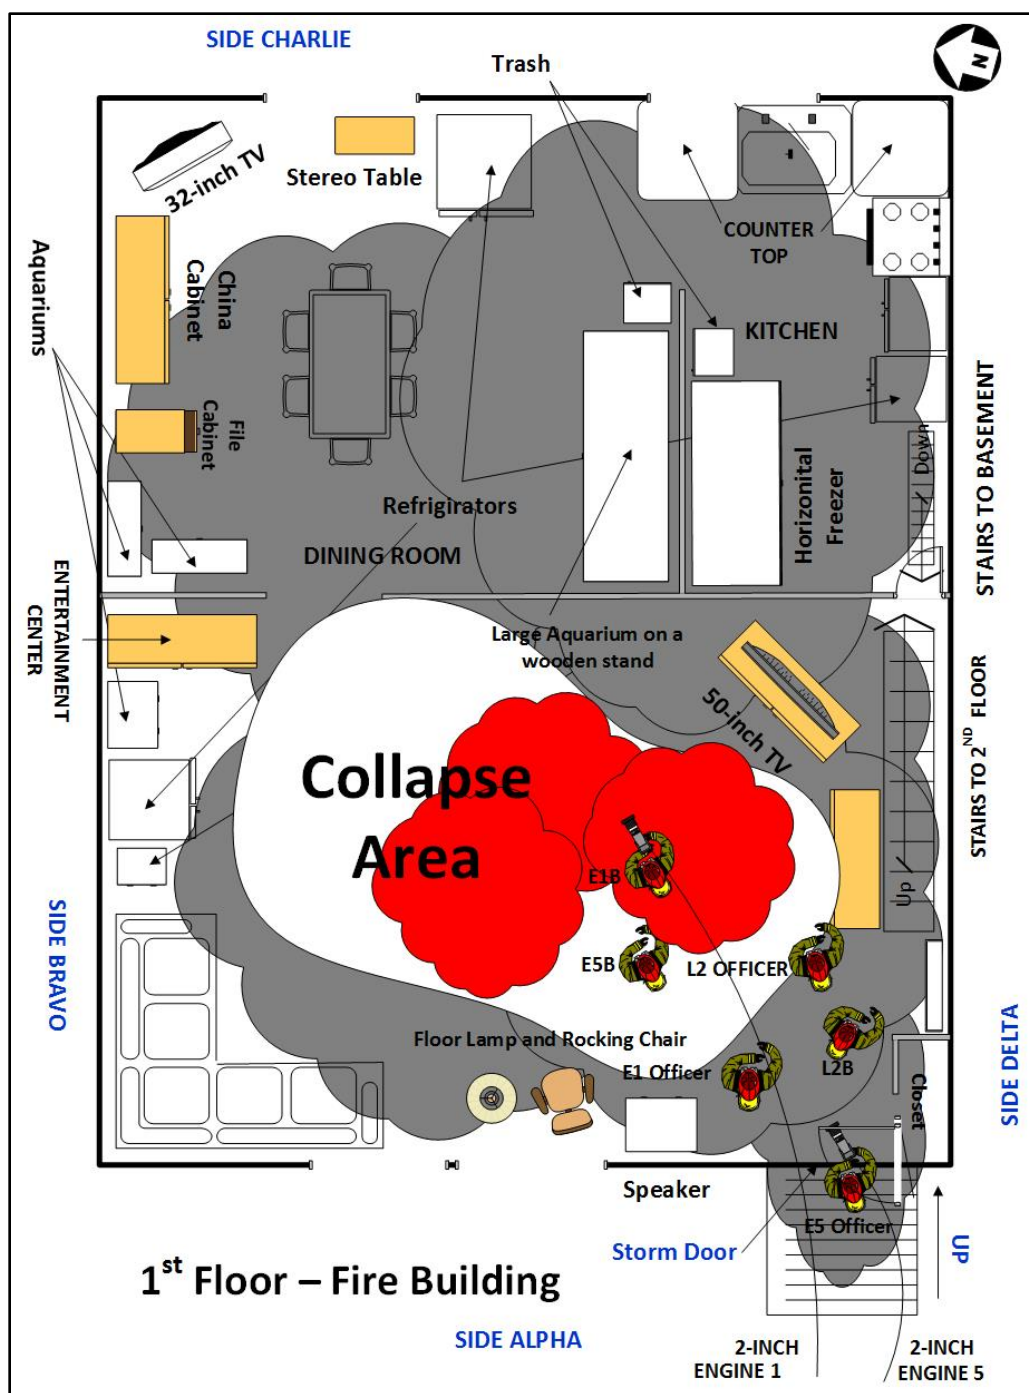 SIDE CHARLIE
N
Trash
32-inch TV
Stereo Table
COUNTER
TOP
Aquariums
China
Cabinet
KITCHEN
File
Cabinet
STAIRS TO BASEMENT
Down
Refrigirators
Horizonital
Freezer
DINING ROOM
ENTERTAINMENT
CENTER
Large Aquarium on a
wooden stand
50-inch TV
STAIRS TO 2ND FLOOR
Collapse
Area
E1B
Up
SIDE BRAVO
E5B
L2 OFFICER
Floor Lamp and Rocking Chair
E1 Officer
L2B
Closet
SIDE DELTA
Speaker
E5 Officer
Storm Door
UP
1st Floor – Fire Building
SIDE ALPHA
2-INCH
ENGINE 1
2-INCH
ENGINE 5